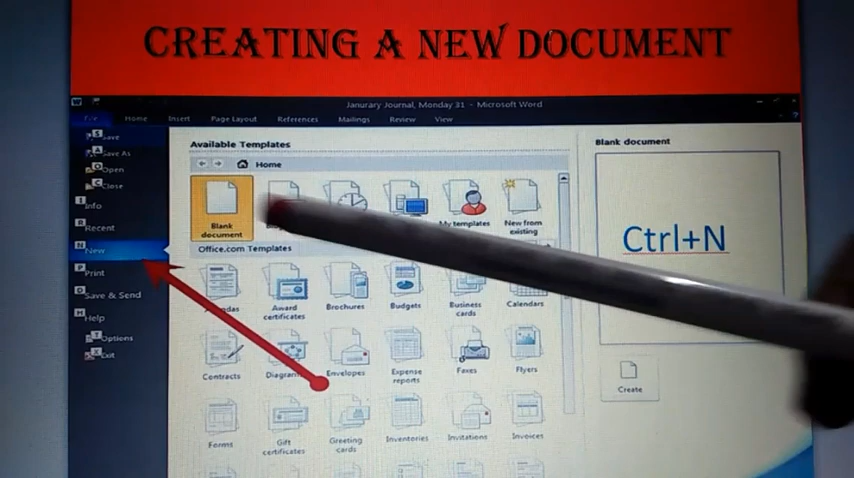 CREATING A NEW DOCUMENT
Janurary Journal, Monday 31 - Microsoft Word
File Home Insert Page Layout References Mailings Review View
S Save
A Save As
O Open
C Close
I Info
R Recent
N New
P Print
D Save & Send
H Help
T Options
X Exit
Available Templates
Home
Blank document
My templates
New from existing
Office.com Templates
Award certificates
Brochures
Budgets
Business cards
Calendars
Contracts
Diagrams
Envelopes
Expense reports
Faxes
Flyers
Forms
Gift certificates
Greeting cards
Inventories
Invitations
Invoices
Blank document
Ctrl+N
Create